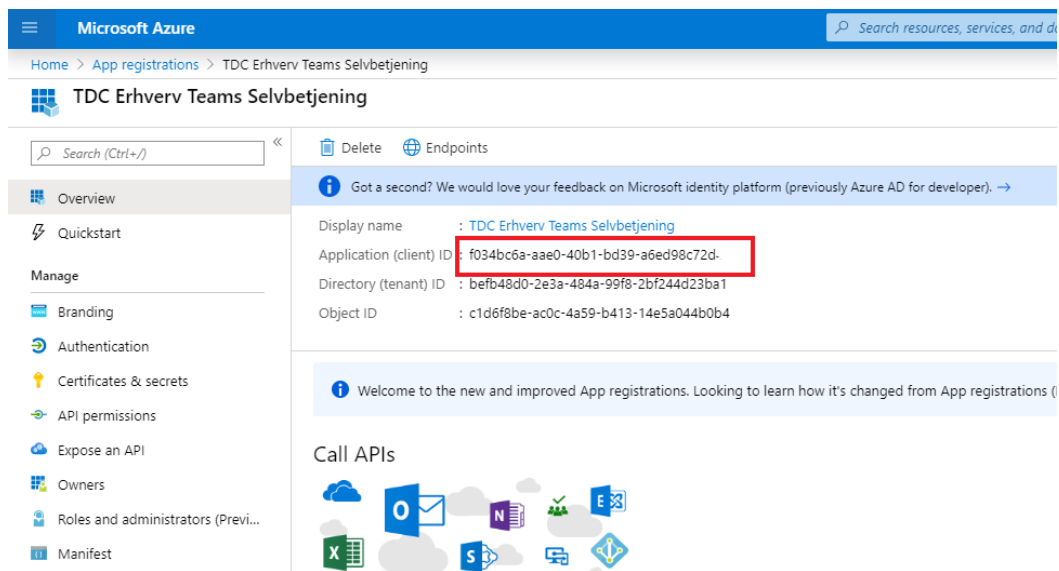 Microsoft Azure
Search resources, services, and do
Home > App registrations > TDC Erhverv Teams Selvbetjening
TDC Erhverv Teams Selvbetjening
Search (Ctrl+/)
«
Overview
Quickstart
Manage
Branding
Authentication
Certificates & secrets
API permissions
Expose an API
Owners
Roles and administrators (Previ...
Manifest
Delete
Endpoints
Got a second? We would love your feedback on Microsoft identity platform (previously Azure AD for developer). →
Display name : TDC Erhverv Teams Selvbetjening
Application (client) ID : f034bc6a-aae0-40b1-bd39-a6ed98c72d-
Directory (tenant) ID : befb48d0-2e3a-484a-99f8-2bf244d23ba1
Object ID : c1d6f8be-ac0c-4a59-b413-14e5a044b0b4
Welcome to the new and improved App registrations. Looking to learn how it's changed from App registrations (
Call APIs
O
N
E
X
S